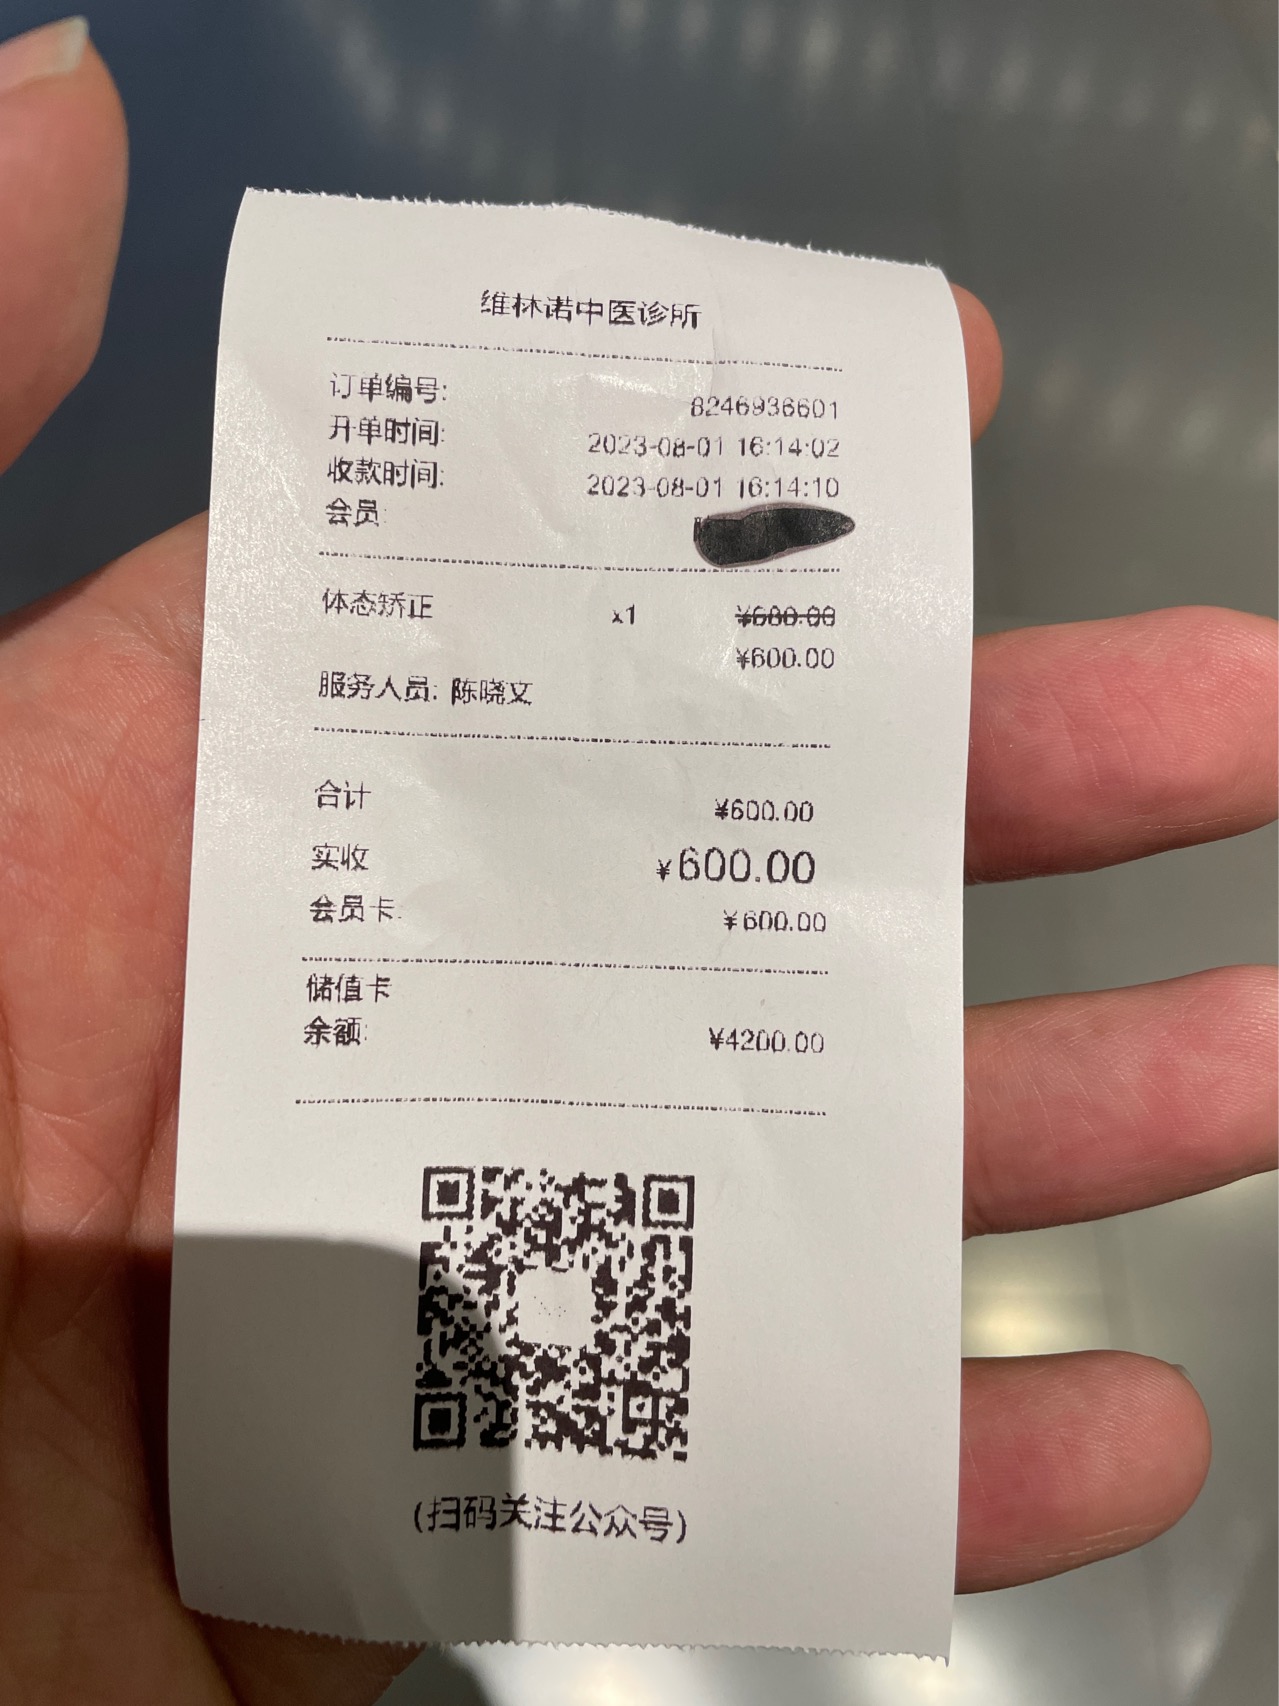 维林诺中医诊所
订单编号: 8246936601
开单时间: 2023-08-01 16:14:02
收款时间: 2023-08-01 16:14:10
会员:
体态矫正 x1 ¥600.00
¥600.00
服务人员: 陈晓文
合计 ¥600.00
实收 ¥600.00
会员卡: ¥600.00
储值卡
余额: ¥4200.00
(扫码关注公众号)